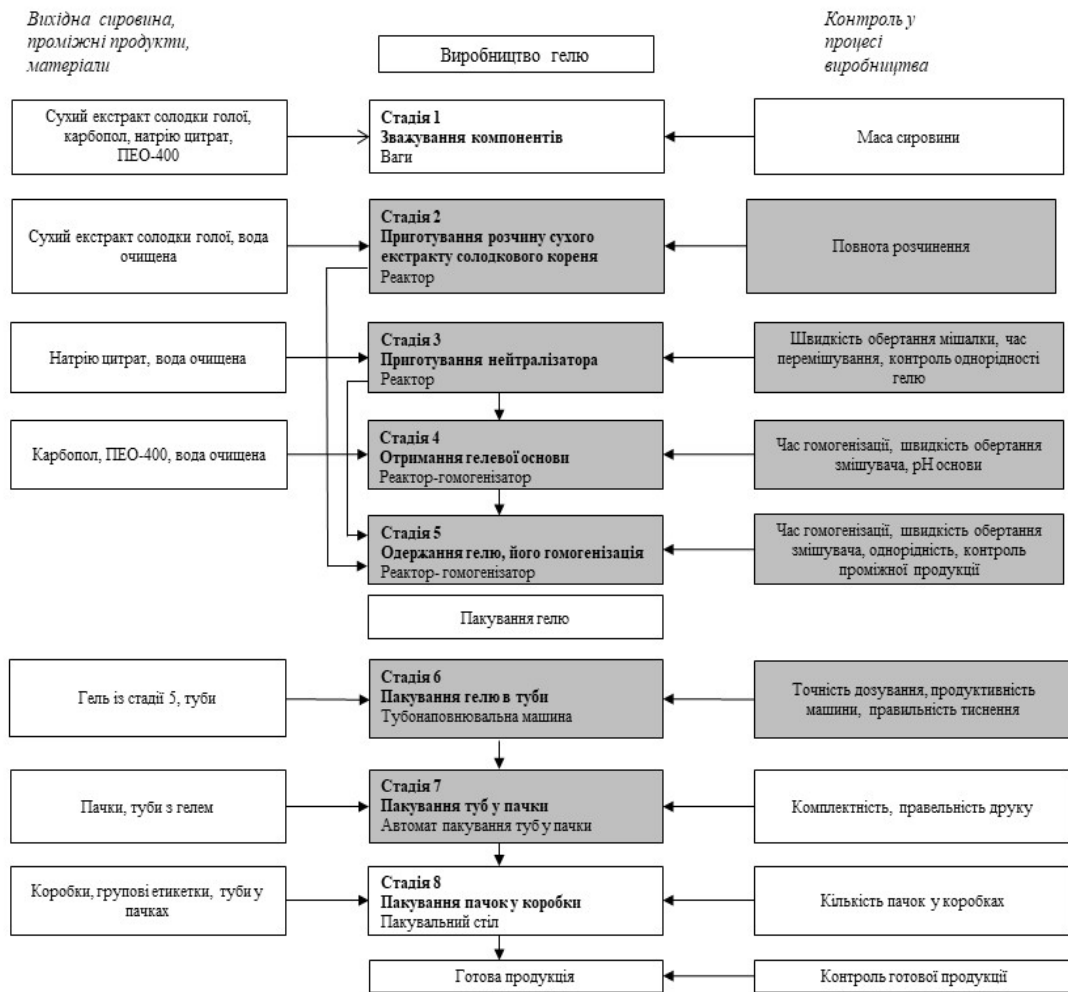 Вихідна сировина,
проміжні продукти,
матеріали
Виробництво гелю
Контроль у
процесі
виробництва
Сухий екстракт солодки голої,
карбопол, натрію цитрат,
ПЕО-400
Стадія 1
Зважування компонентів
Ваги
Маса сировини
Сухий екстракт солодки голої, вода
очищена
Стадія 2
Приготування розчину сухого
екстракту солодкового кореня
Реактор
Повнота розчинення
Натрію цитрат, вода очищена
Стадія 3
Приготування нейтралізатора
Реактор
Швидкість обертання мішалки, час
перемішування, контроль однорідності
гелю
Карбопол, ПЕО-400, вода очищена
Стадія 4
Отримання гелевої основи
Реактор-гомогенізатор
Час гомогенізації, швидкість обертання
змішувача, рН основи
Стадія 5
Одержання гелю, його гомогенізація
Реактор- гомогенізатор
Час гомогенізації, швидкість обертання
змішувача, однорідність, контроль
проміжної продукції
Пакування гелю
Гель із стадії 5, туби
Стадія 6
Пакування гелю в туби
Тубонаповнювальна машина
Точність дозування, продуктивність
машини, правильність тиснення
Пачки, туби з гелем
Стадія 7
Пакування туб у пачки
Автомат пакування туб у пачки
Комплектність, правельність друку
Коробки, групові етикетки, туби у
пачках
Стадія 8
Пакування пачок у коробки
Пакувальний стіл
Кількість пачок у коробках
Готова продукція
Контроль готової продукції